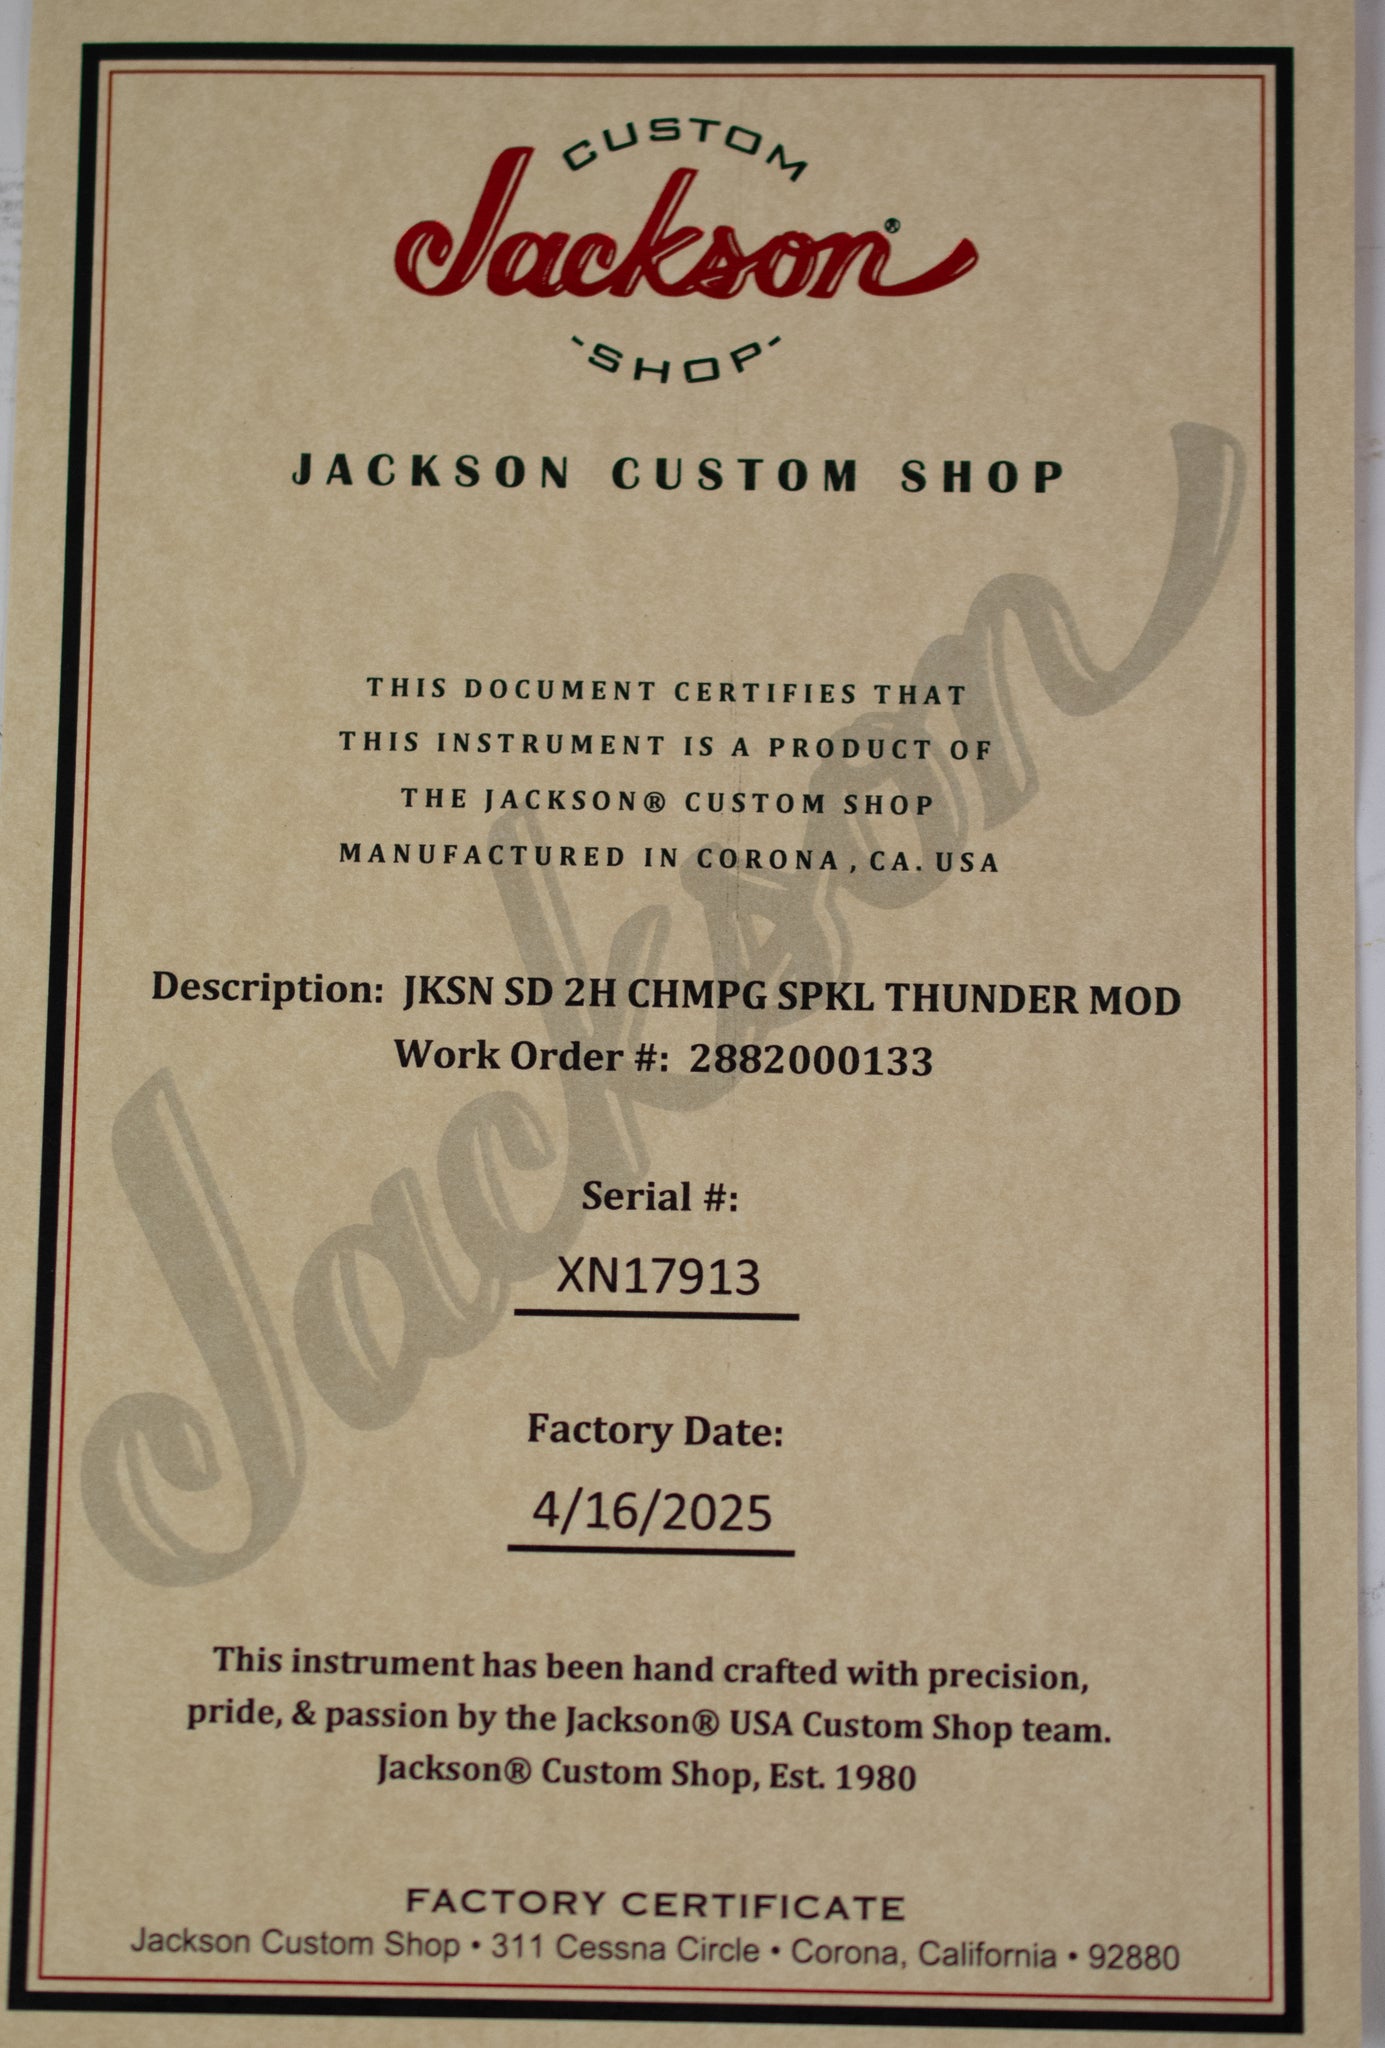 CUSTOM
Jackson®
-SHOP-
JACKSON CUSTOM SHOP
THIS DOCUMENT CERTIFIES THAT
THIS INSTRUMENT IS A PRODUCT OF
THE JACKSON® CUSTOM SHOP
MANUFACTURED IN CORONA, CA. USA
Jackson
Description: JKSN SD 2H CHMPG SPKL THUNDER MOD
Work Order #: 2882000133
Serial #:
XN17913
Factory Date:
4/16/2025
This instrument has been hand crafted with precision,
pride, & passion by the Jackson® USA Custom Shop team.
Jackson® Custom Shop, Est. 1980
FACTORY CERTIFICATE
Jackson Custom Shop • 311 Cessna Circle • Corona, California • 92880